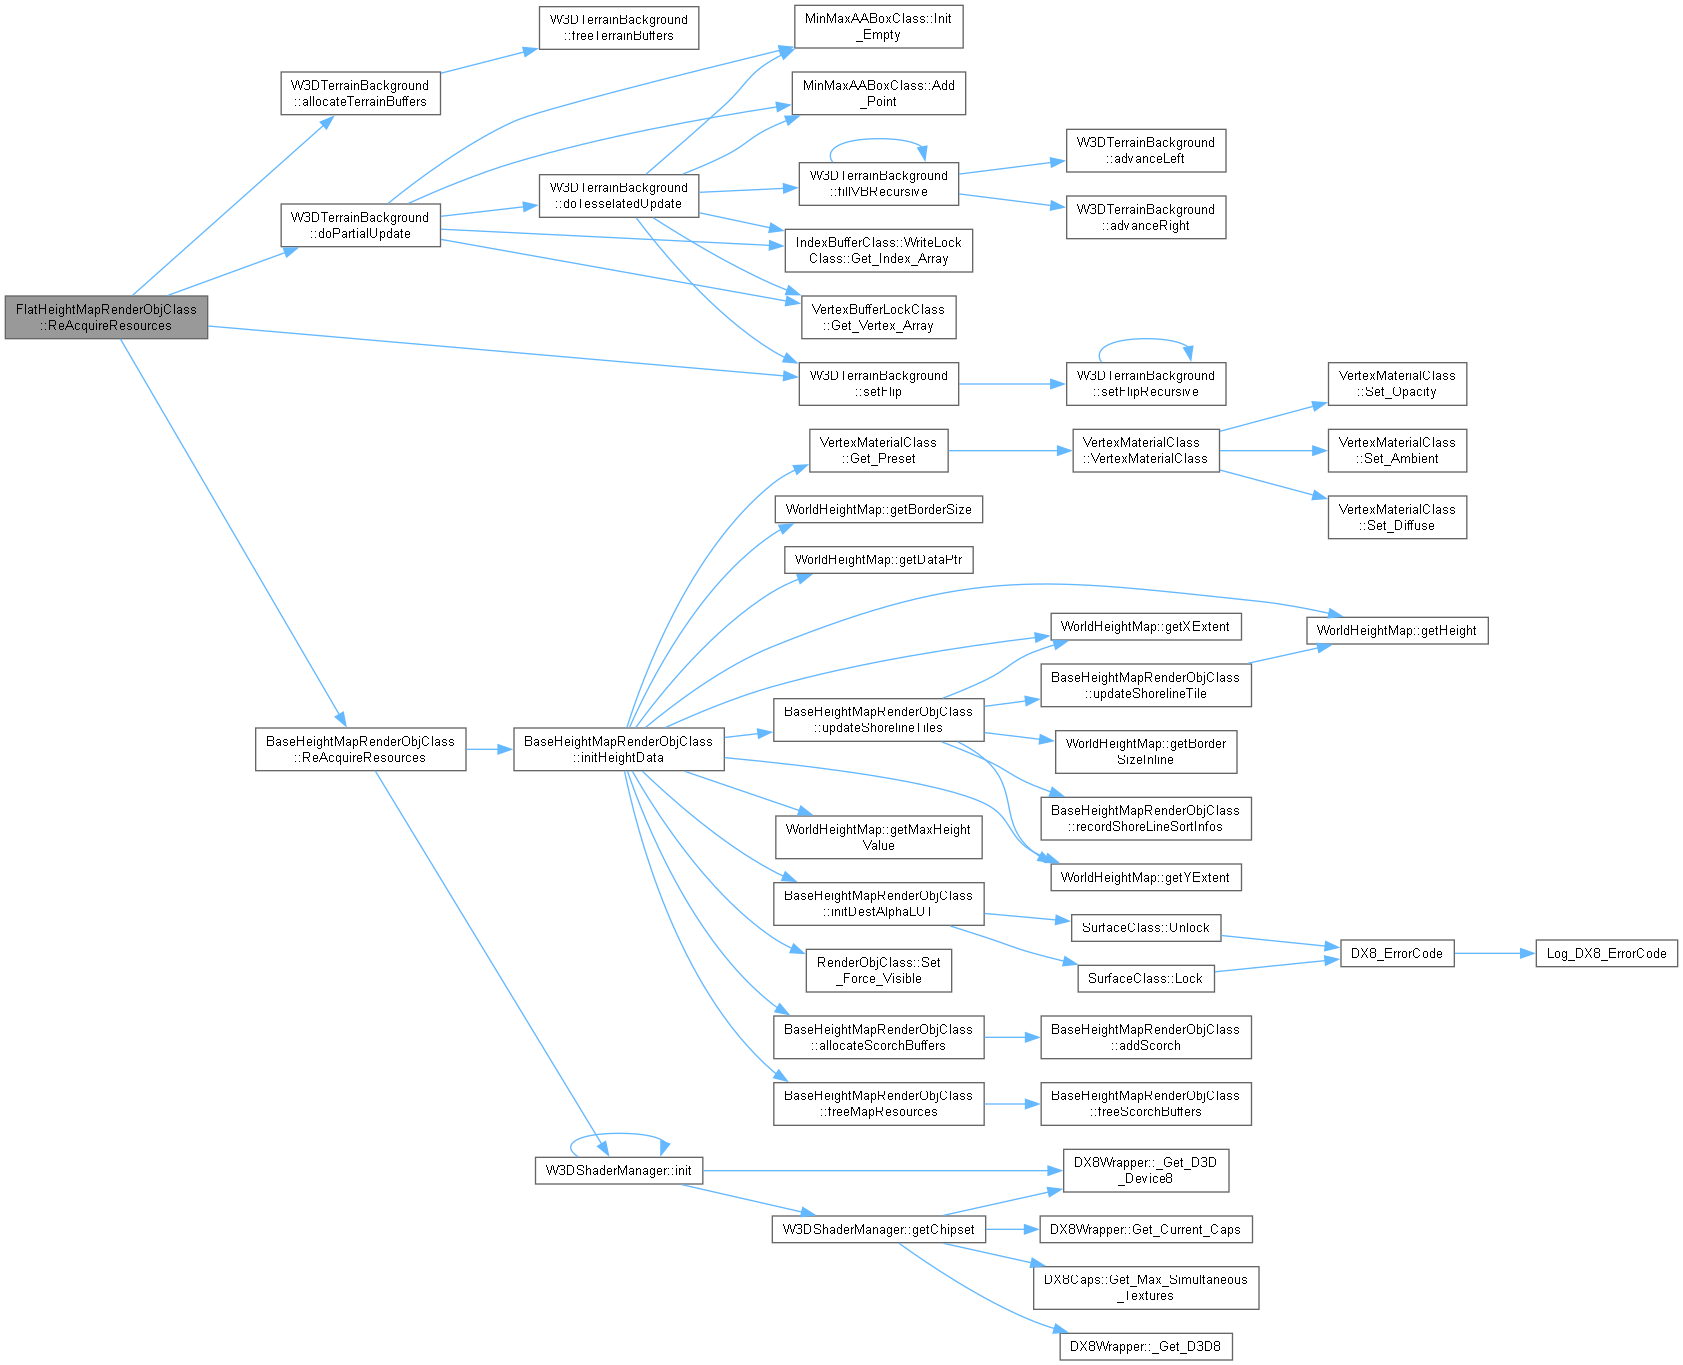 W3DTerrainBackground
::freeTerrainBuffers
MinMaxAABoxClass::Init
_Empty
W3DTerrainBackground
::allocateTerrainBuffers
MinMaxAABoxClass::Add
_Point
W3DTerrainBackground
::advanceLeft
W3DTerrainBackground
::fillVBRecursive
W3DTerrainBackground
::doTesselatedUpdate
W3DTerrainBackground
::advanceRight
W3DTerrainBackground
::doPartialUpdate
IndexBufferClass::WriteLock
Class::Get_Index_Array
FlatHeightMapRenderObjClass
::ReAcquireResources
VertexBufferLockClass
::Get_Vertex_Array
W3DTerrainBackground
::setFlip
W3DTerrainBackground
::setFlipRecursive
VertexMaterialClass
::Set_Opacity
VertexMaterialClass
::Get_Preset
VertexMaterialClass
::VertexMaterialClass
VertexMaterialClass
::Set_Ambient
WorldHeightMap::getBorderSize
VertexMaterialClass
::Set_Diffuse
WorldHeightMap::getDataPtr
WorldHeightMap::getXExtent
WorldHeightMap::getHeight
BaseHeightMapRenderObjClass
::updateShorelineTile
BaseHeightMapRenderObjClass
::updateShorelineTiles
BaseHeightMapRenderObjClass
::ReAcquireResources
BaseHeightMapRenderObjClass
::initHeightData
WorldHeightMap::getBorder
SizeInline
BaseHeightMapRenderObjClass
::recordShoreLineSortInfos
WorldHeightMap::getMaxHeight
Value
WorldHeightMap::getYExtent
BaseHeightMapRenderObjClass
::initDestAlphaLUT
SurfaceClass::Unlock
DX8_ErrorCode
Log_DX8_ErrorCode
RenderObjClass::Set
_Force_Visible
SurfaceClass::Lock
BaseHeightMapRenderObjClass
::allocateScorchBuffers
BaseHeightMapRenderObjClass
::addScorch
BaseHeightMapRenderObjClass
::freeMapResources
BaseHeightMapRenderObjClass
::freeScorchBuffers
W3DShaderManager::init
DX8Wrapper::_Get_D3D
_Device8
W3DShaderManager::getChipset
DX8Wrapper::Get_Current_Caps
DX8Caps::Get_Max_Simultaneous
_Textures
DX8Wrapper::_Get_D3D8